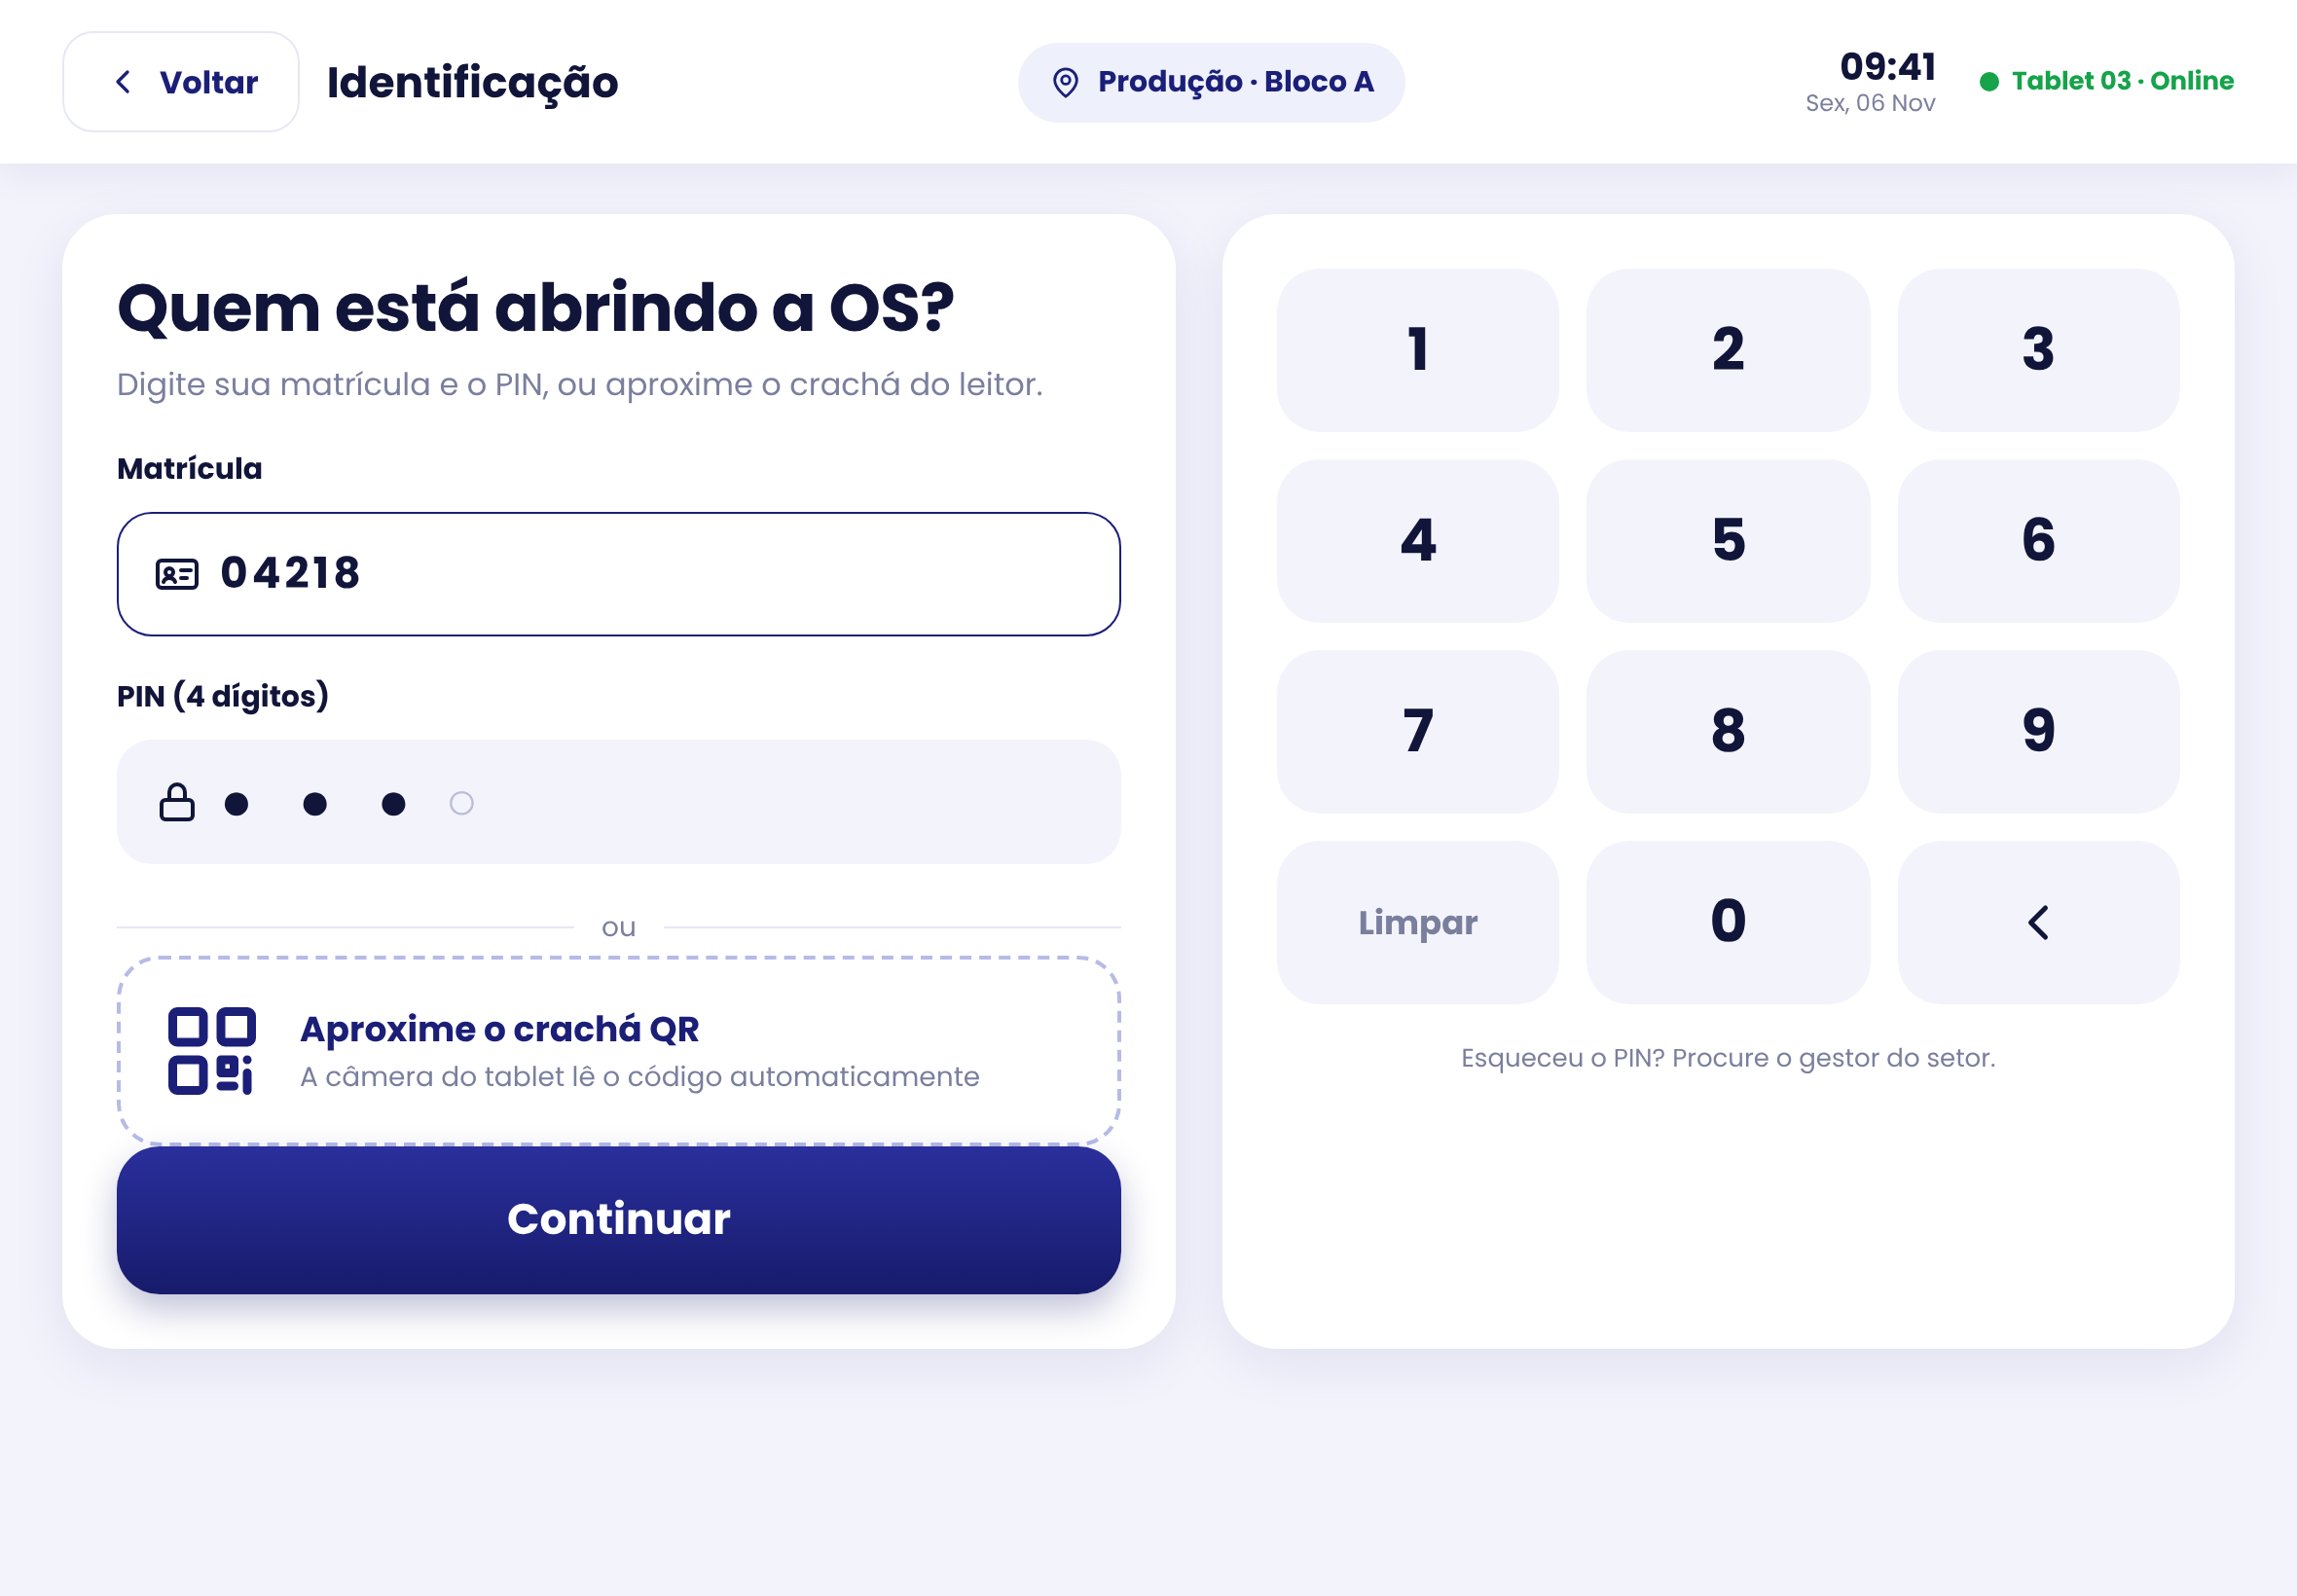 Voltar
Identificação
Produção · Bloco A
09:41
Sex, 06 Nov
Tablet 03 · Online
Quem está abrindo a OS?
Digite sua matrícula e o PIN, ou aproxime o crachá do leitor.
Matrícula
04218
PIN (4 dígitos)
ou
Aproxime o crachá QR
A câmera do tablet lê o código automaticamente
Continuar
1 2 3
4 5 6
7 8 9
Limpar 0
Esqueceu o PIN? Procure o gestor do setor.